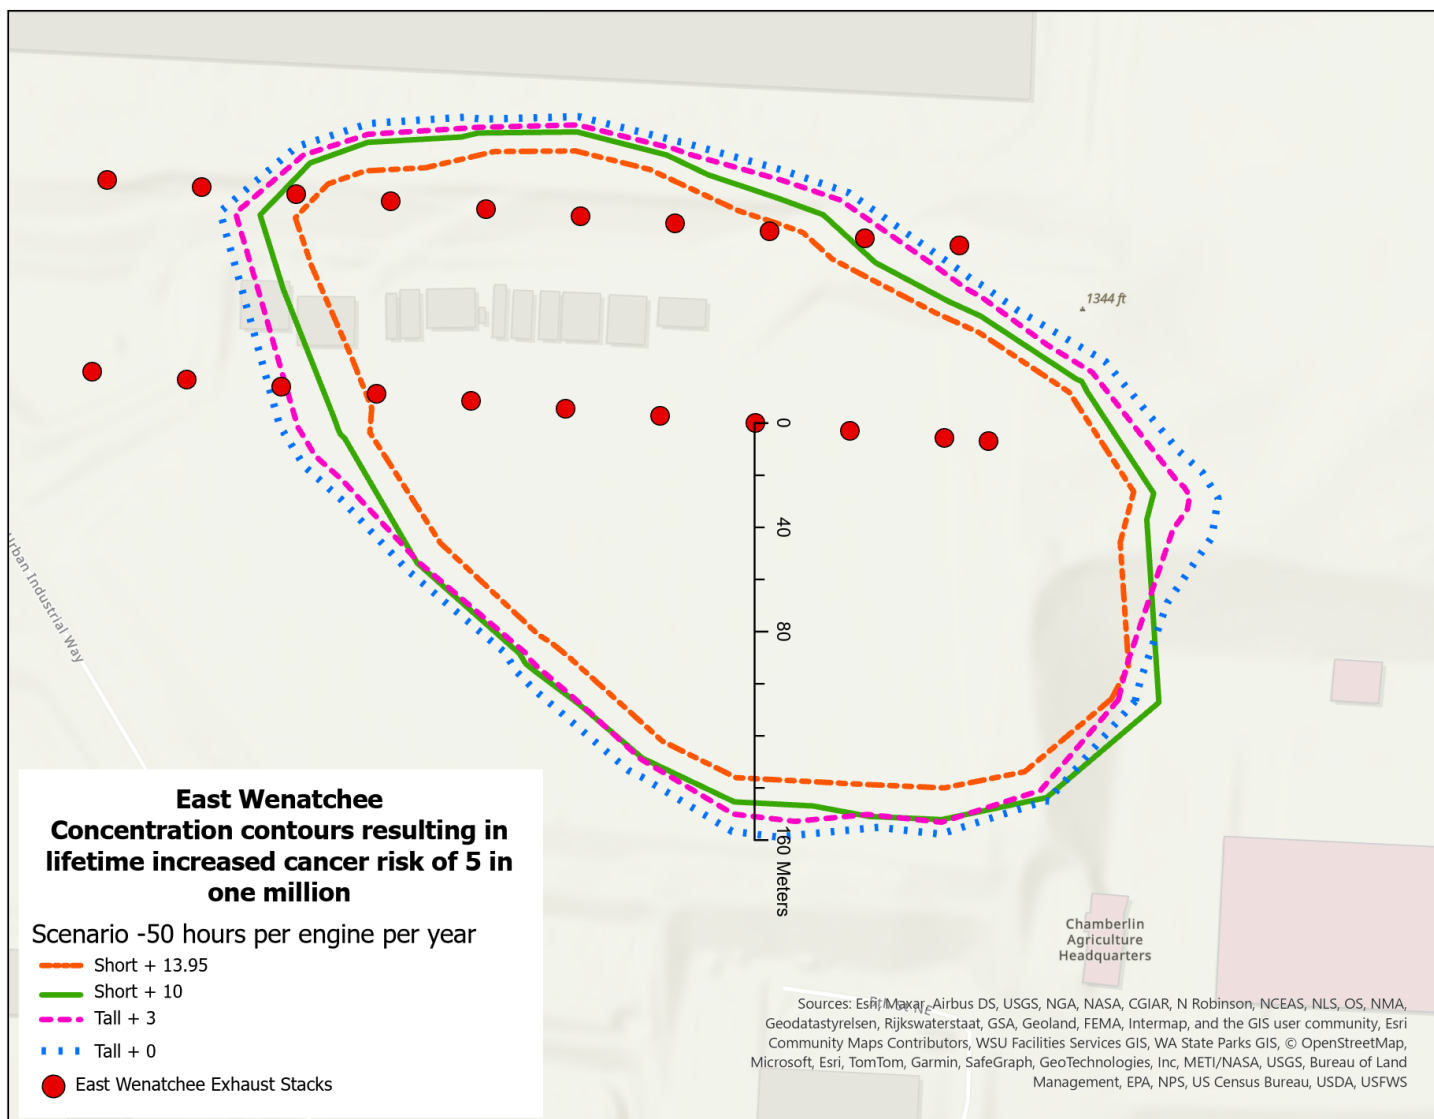 1344 ft
0
40
80
160 Meters
Urban Industrial Way
East Wenatchee
Concentration contours resulting in
lifetime increased cancer risk of 5 in
one million
Scenario -50 hours per engine per year
Short + 13.95
Short + 10
Tall + 3
Tall + 0
East Wenatchee Exhaust Stacks
Chamberlin
Agriculture
Headquarters
NE
Sources: Esri, Maxar, Airbus DS, USGS, NGA, NASA, CGIAR, N Robinson, NCEAS, NLS, OS, NMA,
Geodatastyrelsen, Rijkswaterstaat, GSA, Geoland, FEMA, Intermap, and the GIS user community, Esri
Community Maps Contributors, WSU Facilities Services GIS, WA State Parks GIS, © OpenStreetMap,
Microsoft, Esri, TomTom, Garmin, SafeGraph, GeoTechnologies, Inc, METI/NASA, USGS, Bureau of Land
Management, EPA, NPS, US Census Bureau, USDA, USFWS